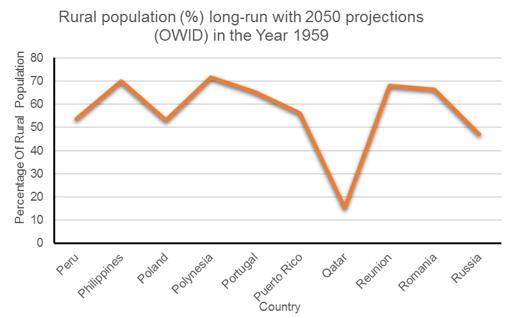 Rural population (%) long-run with 2050 projections
(OWID) in the Year 1959
Percentage Of Rural Population
80
70
60
50
40
30
20
10
0
Peru
Philippines
Poland
Polynesia
Portugal
Puerto Rico
Qatar
Reunion
Romania
Russia
Country